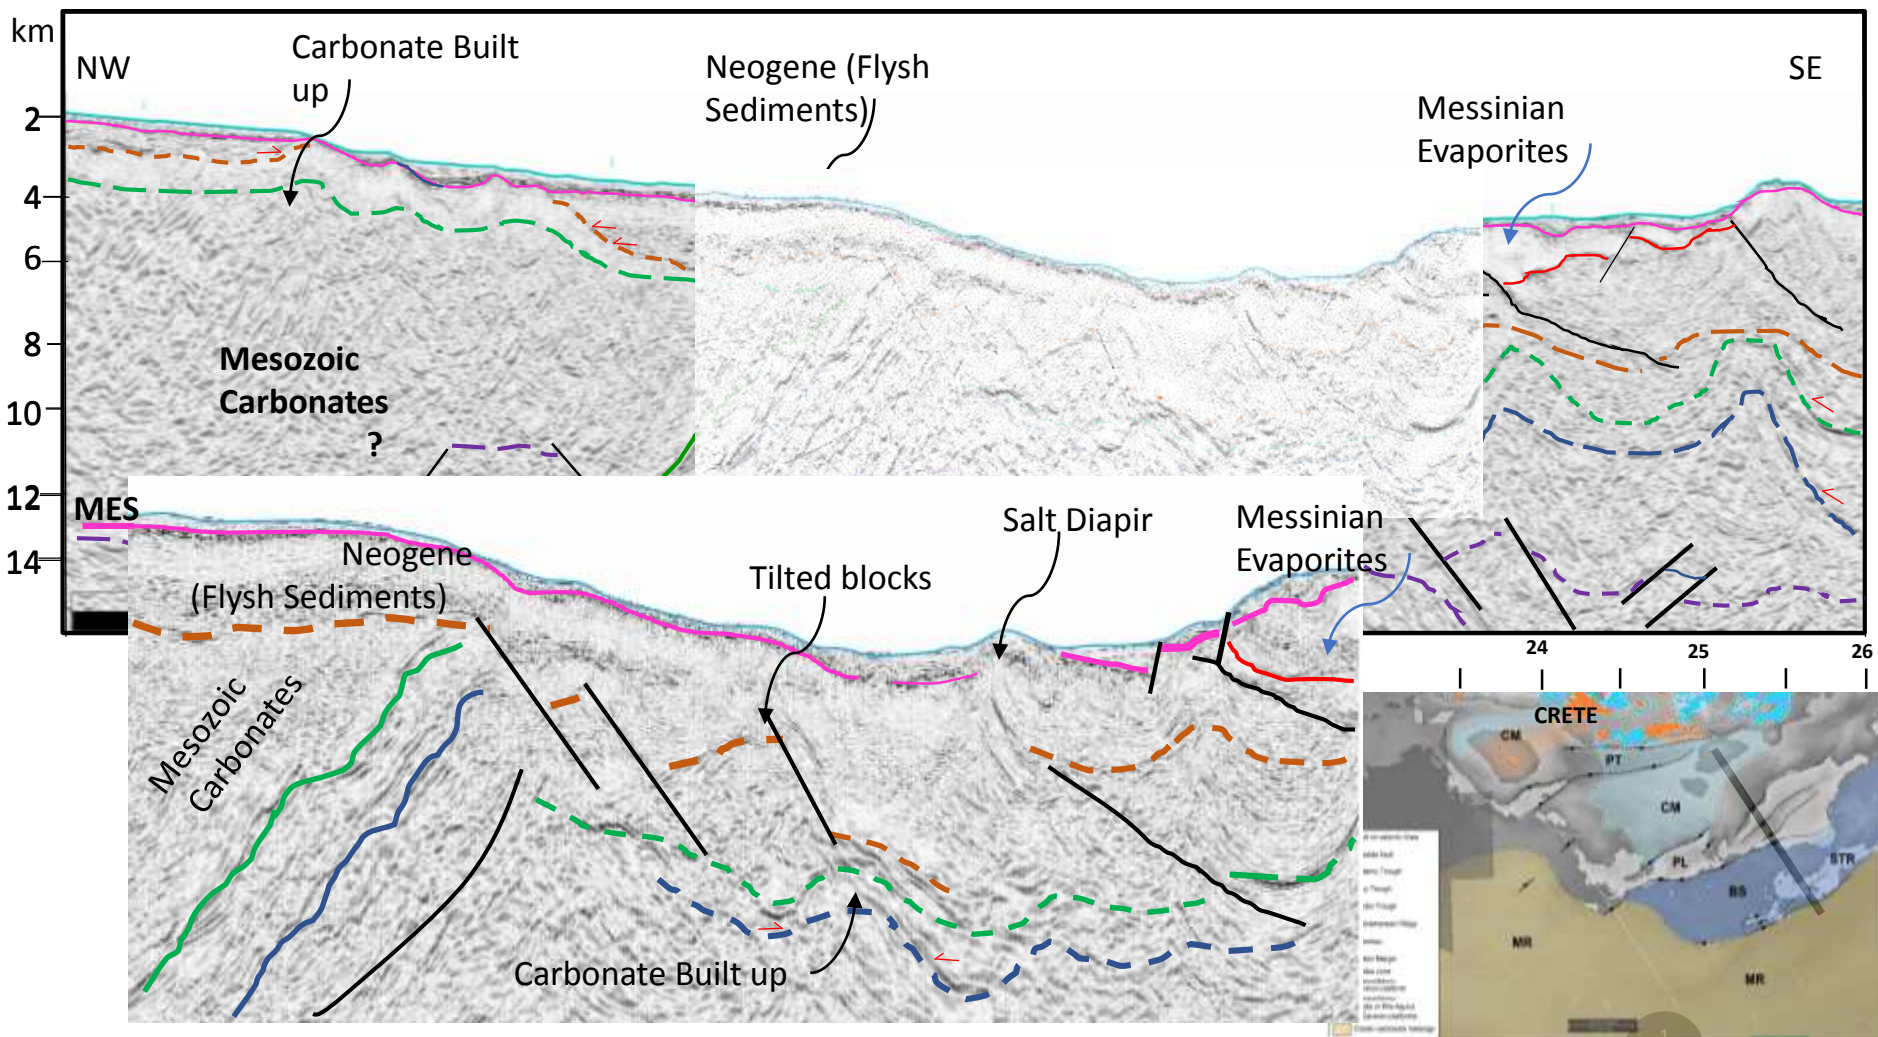 km
NW
Carbonate Built
up
Neogene (Flysh
Sediments)
SE
Messinian
Evaporites
2
4
6
8
10
12
14
Mesozoic
Carbonates
?
MES
Neogene
(Flysh Sediments)
Mesozoic
Carbonates
Tilted blocks
Salt Diapir
Messinian
Evaporites
Carbonate Built up
24
25
26
CRETE
CM
PT
CM
PL
BS
STR
MR
MR
1